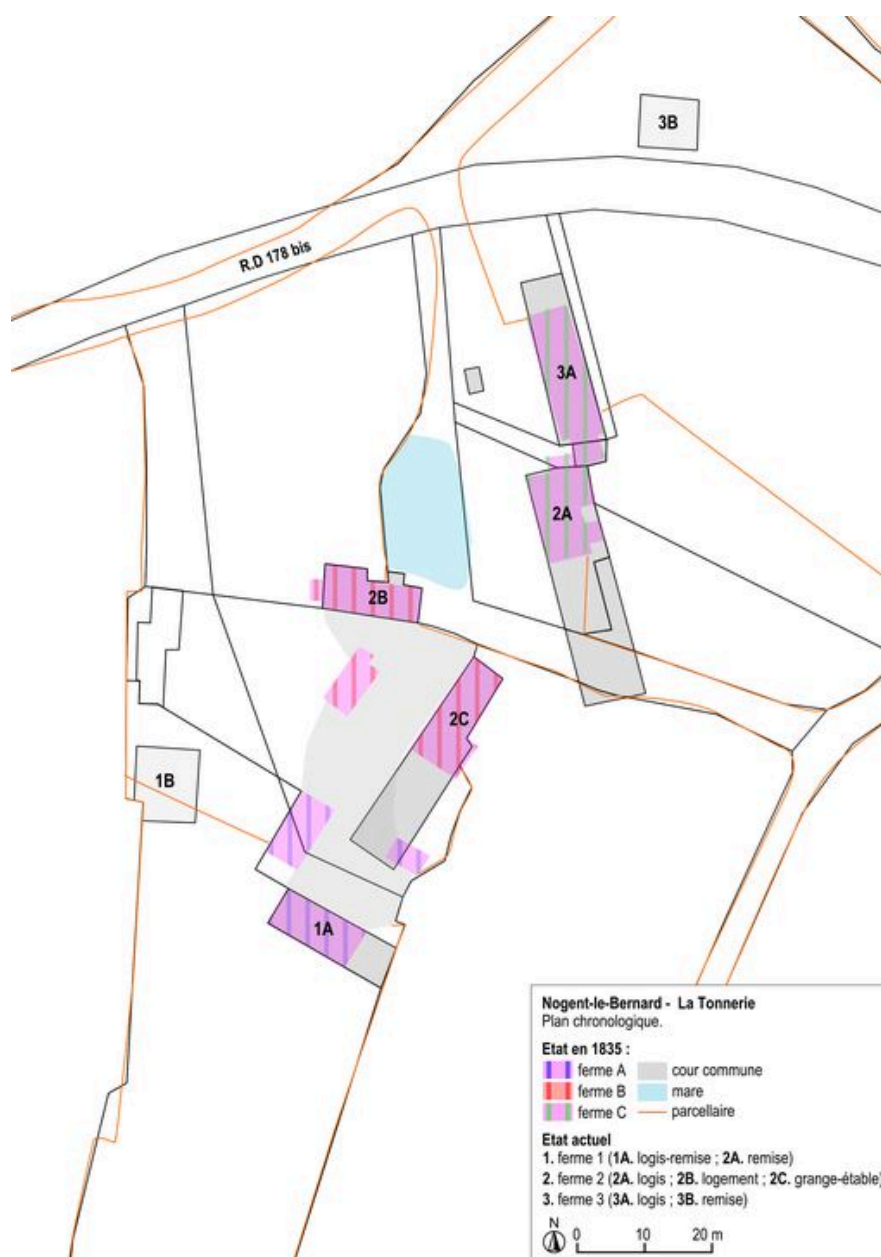 3B
R.D 178 bis
3A
2A
2B
2C
1B
1A
Nogent-le-Bernard - La Tonnerie
Plan chronologique.
Etat en 1835 :
ferme A
cour commune
ferme B
mare
ferme C
parcellaire
Etat actuel
1. ferme 1 (1A. logis-remise ; 2A. remise)
2. ferme 2 (2A. logis ; 2B. logement ; 2C. grange-étable)
3. ferme 3 (3A. logis ; 3B. remise)
N
0 10 20 m